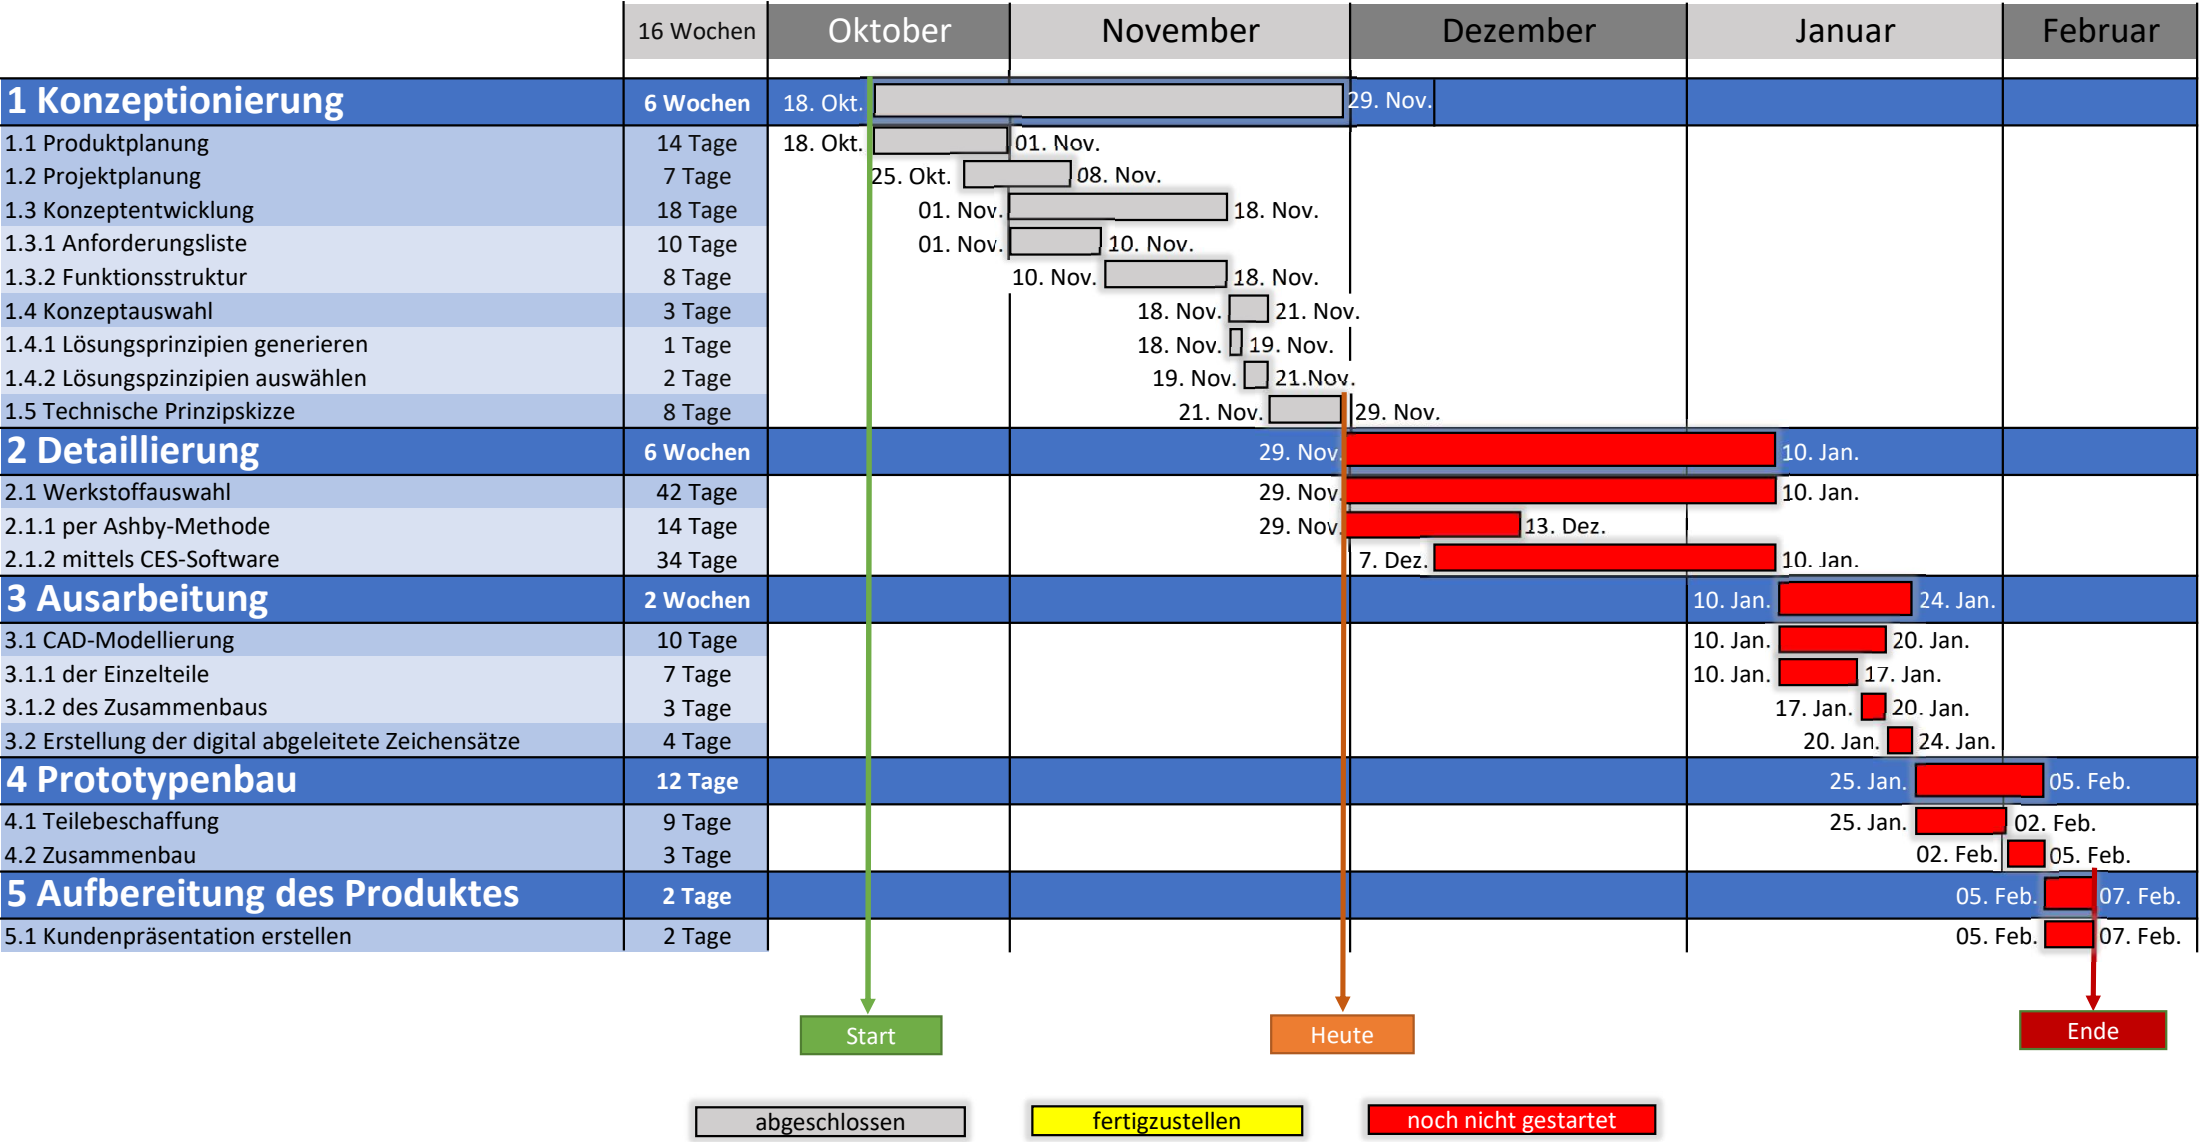 16 Wochen Oktober November Dezember Januar Februar
1 Konzeptionierung 6 Wochen 18. Okt. 29. Nov.
1.1 Produktplanung 14 Tage 18. Okt. 01. Nov.
1.2 Projektplanung 7 Tage 25. Okt. 08. Nov.
1.3 Konzeptentwicklung 18 Tage 01. Nov. 18. Nov.
1.3.1 Anforderungsliste 10 Tage 01. Nov. 10. Nov.
1.3.2 Funktionsstruktur 8 Tage 10. Nov. 18. Nov.
1.4 Konzeptauswahl 3 Tage 18. Nov. 21. Nov.
1.4.1 Lösungsprinzipien generieren 1 Tage 18. Nov. 19. Nov.
1.4.2 Lösungspzinzipien auswählen 2 Tage 19. Nov. 21.Nov.
1.5 Technische Prinzipskizze 8 Tage 21. Nov. 29. Nov.
2 Detaillierung 6 Wochen 29. Nov. 10. Jan.
2.1 Werkstoffauswahl 42 Tage 29. Nov. 10. Jan.
2.1.1 per Ashby-Methode 14 Tage 29. Nov. 13. Dez.
2.1.2 mittels CES-Software 34 Tage 7. Dez. 10. Jan.
3 Ausarbeitung 2 Wochen 10. Jan. 24. Jan.
3.1 CAD-Modellierung 10 Tage 10. Jan. 20. Jan.
3.1.1 der Einzelteile 7 Tage 10. Jan. 17. Jan.
3.1.2 des Zusammenbaus 3 Tage 17. Jan. 20. Jan.
3.2 Erstellung der digital abgeleitete Zeichensätze 4 Tage 20. Jan. 24. Jan.
4 Prototypenbau 12 Tage 25. Jan. 05. Feb.
4.1 Teilebeschaffung 9 Tage 25. Jan. 02. Feb.
4.2 Zusammenbau 3 Tage 02. Feb. 05. Feb.
5 Aufbereitung des Produktes 2 Tage 05. Feb. 07. Feb.
5.1 Kundenpräsentation erstellen 2 Tage 05. Feb. 07. Feb.
Start Heute Ende
abgeschlossen fertigzustellen noch nicht gestartet